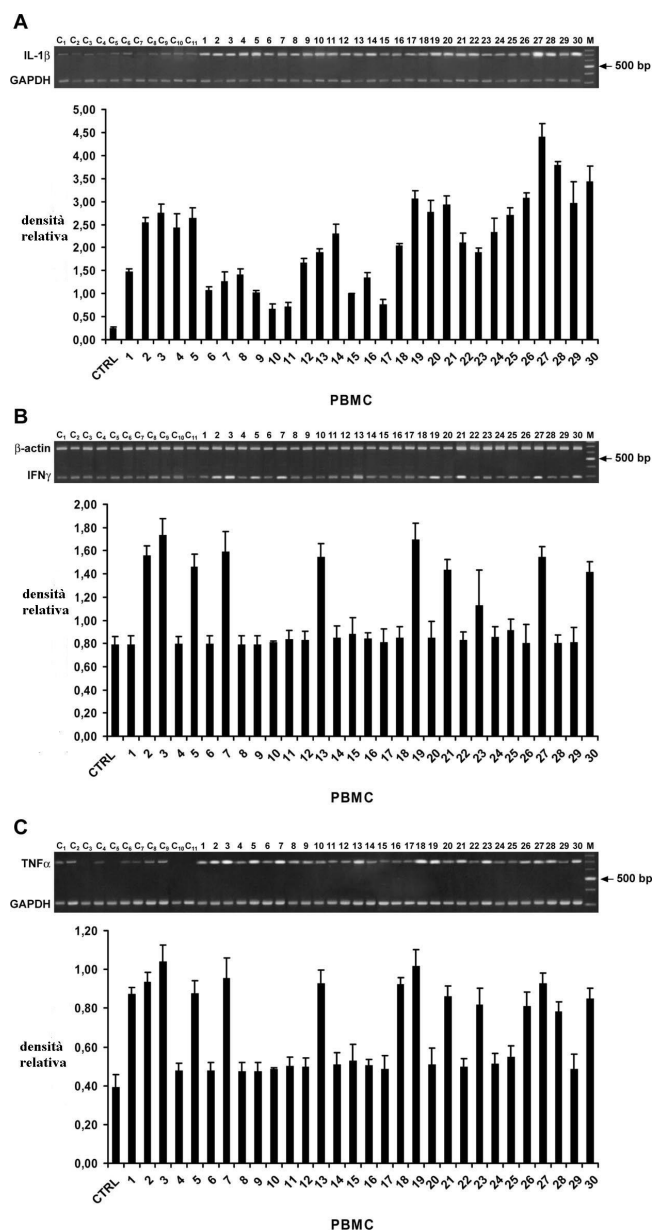 A
C1 C2 C3 C4 C5 C6 C7 C8 C9 C10 C11 1 2 3 4 5 6 7 8 9 10 11 12 13 14 15 16 17 18 19 20 21 22 23 24 25 26 27 28 29 30 M
IL-1β
500 bp
GAPDH
5,00
4,50
4,00
3,50
3,00
2,50
2,00
1,50
1,00
0,50
0,00
densità
relativa
CTRL 1 2 3 4 5 6 7 8 9 10 11 12 13 14 15 16 17 18 19 20 21 22 23 24 25 26 27 28 29 30
PBMC
B
C1 C2 C3 C4 C5 C6 C7 C8 C9 C10 C11 1 2 3 4 5 6 7 8 9 10 11 12 13 14 15 16 17 18 19 20 21 22 23 24 25 26 27 28 29 30 M
β-actin
500 bp
IFNγ
2,00
1,80
1,60
1,40
1,20
1,00
0,80
0,60
0,40
0,20
0,00
densità
relativa
CTRL 1 2 3 4 5 6 7 8 9 10 11 12 13 14 15 16 17 18 19 20 21 22 23 24 25 26 27 28 29 30
PBMC
C
C1 C2 C3 C4 C5 C6 C7 C8 C9 C10 C11 1 2 3 4 5 6 7 8 9 10 11 12 13 14 15 16 17 18 19 20 21 22 23 24 25 26 27 28 29 30 M
TNFα
500 bp
GAPDH
1,20
1,00
0,80
0,60
0,40
0,20
0,00
densità
relativa
CTRL 1 2 3 4 5 6 7 8 9 10 11 12 13 14 15 16 17 18 19 20 21 22 23 24 25 26 27 28 29 30
PBMC